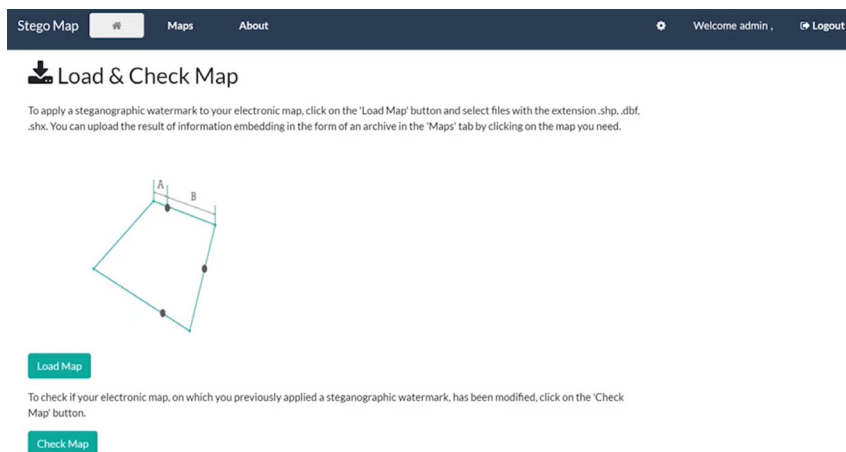 Stego Map Maps About Welcome admin , Logout
Load & Check Map
To apply a steganographic watermark to your electronic map, click on the 'Load Map' button and select files with the extension .shp, .dbf,
.shx. You can upload the result of information embedding in the form of an archive in the 'Maps' tab by clicking on the map you need.
A
B
Load Map
To check if your electronic map, on which you previously applied a steganographic watermark, has been modified, click on the 'Check
Map' button.
Check Map